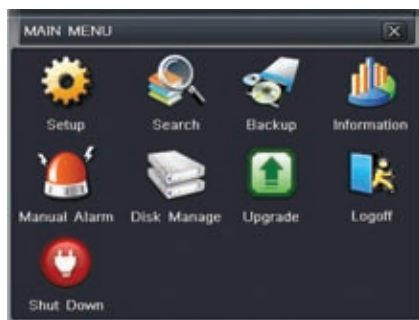 MAIN MENU
Setup Search Backup Information
Manual Alarm Disk Manage Upgrade Logoff
Shut Down